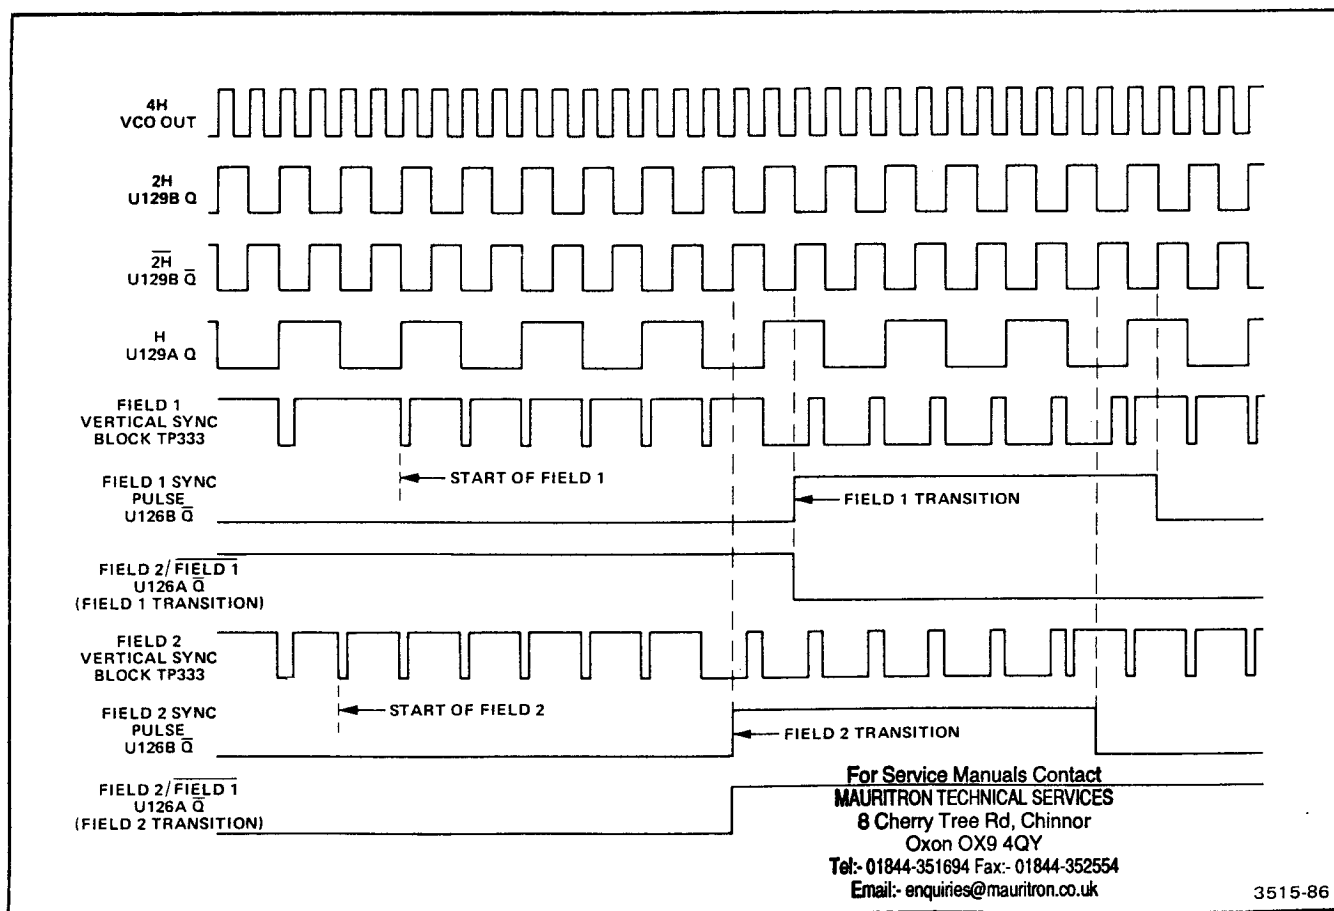 4H
VCO OUT
2H
U129B Q
2H̅
U129B Q̅
H
U129A Q
FIELD 1
VERTICAL SYNC
BLOCK TP333
START OF FIELD 1
FIELD 1 SYNC
PULSE
U126B Q̅
FIELD 1 TRANSITION
FIELD 2/F̅I̅E̅L̅D̅ ̅1̅
U126A Q̅
(FIELD 1 TRANSITION)
FIELD 2
VERTICAL SYNC
BLOCK TP333
START OF FIELD 2
FIELD 2 SYNC
PULSE
U126B Q̅
FIELD 2 TRANSITION
FIELD 2/F̅I̅E̅L̅D̅ ̅1̅
U126A Q̅
(FIELD 2 TRANSITION)
For Service Manuals Contact
MAURITRON TECHNICAL SERVICES
8 Cherry Tree Rd, Chinnor
Oxon OX9 4QY
Tel:- 01844-351694 Fax:- 01844-352554
Email:- enquiries@mauritron.co.uk
3515-86